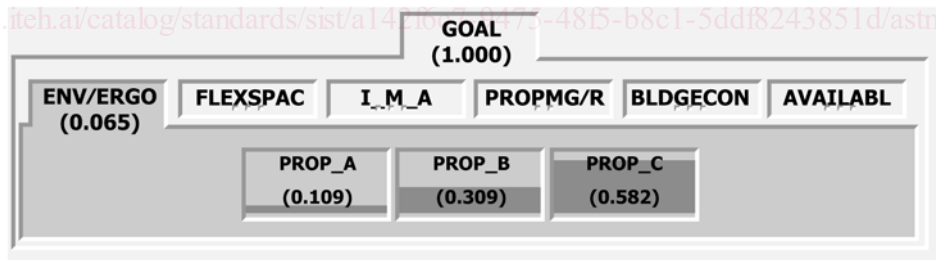 GOAL
(1.000)
ENV/ERGO FLEXSPAC I_M_A PROPMG/R BLDGECON AVAILABL
(0.065)
PROP_A PROP_B PROP_C
(0.109) (0.309) (0.582)